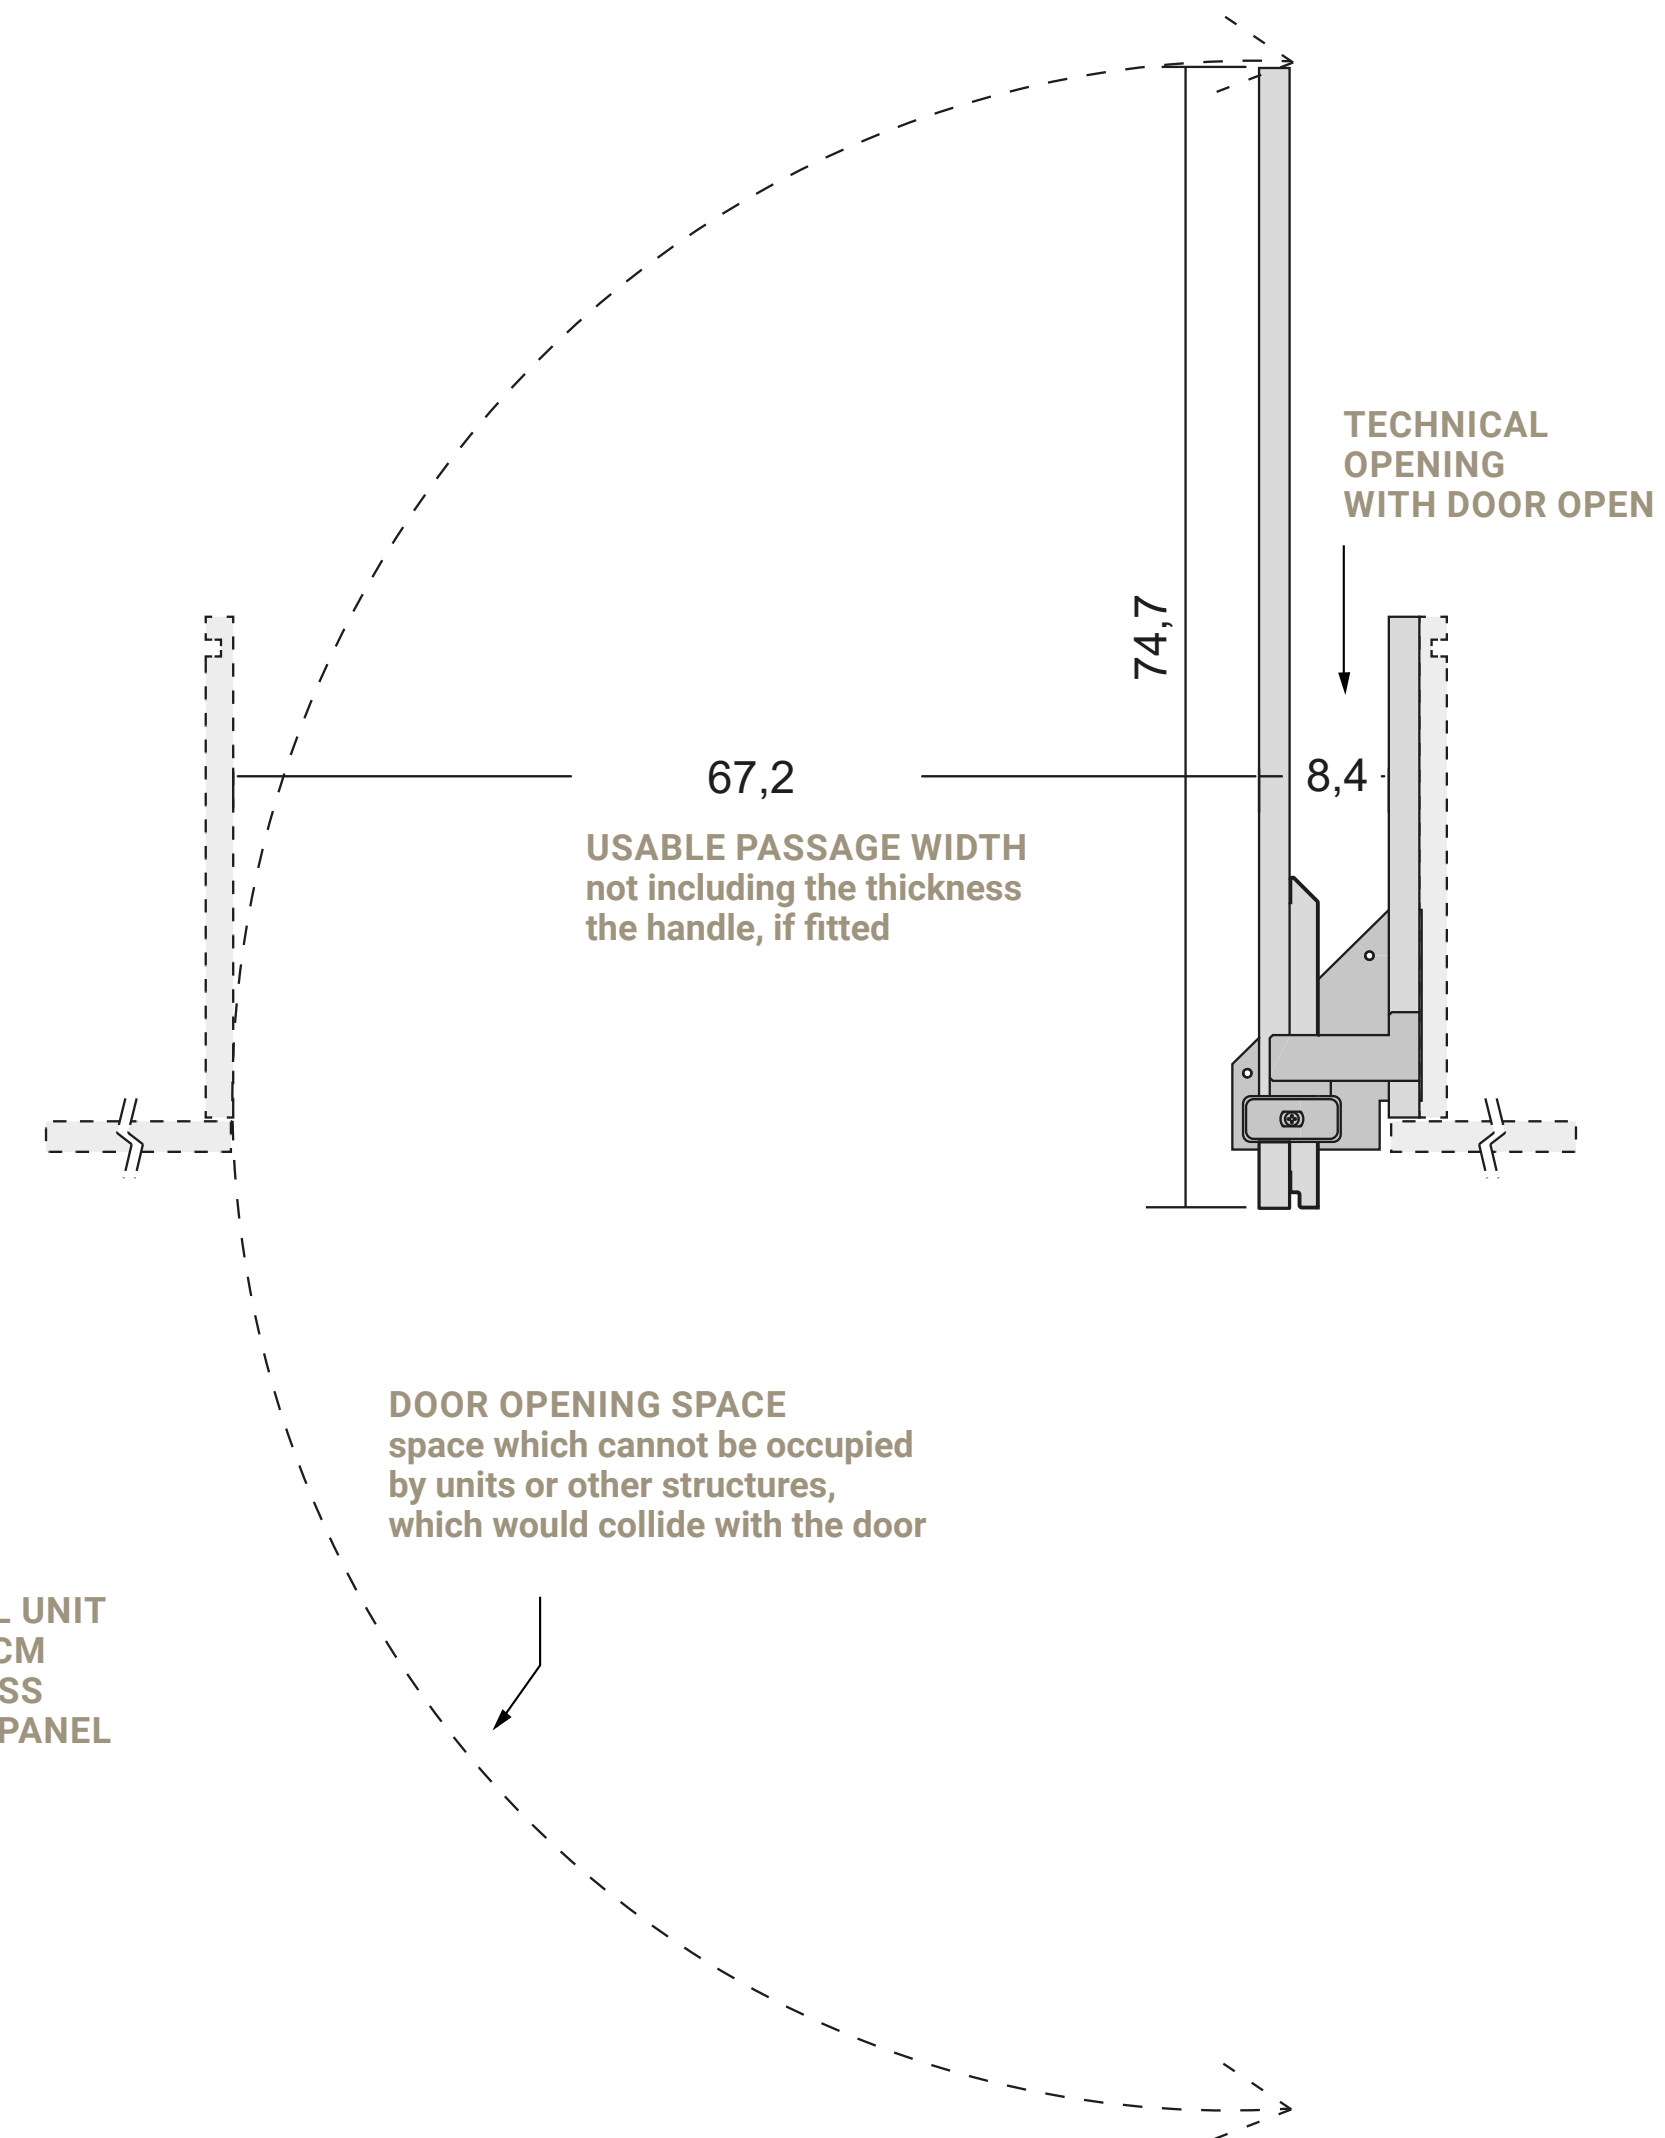 TECHNICAL
OPENING
WITH DOOR OPEN
74,7
67,2
8,4
USABLE PASSAGE WIDTH
not including the thickness
the handle, if fitted
DOOR OPENING SPACE
space which cannot be occupied
by units or other structures,
which would collide with the door
L UNIT
CM
SS
PANEL